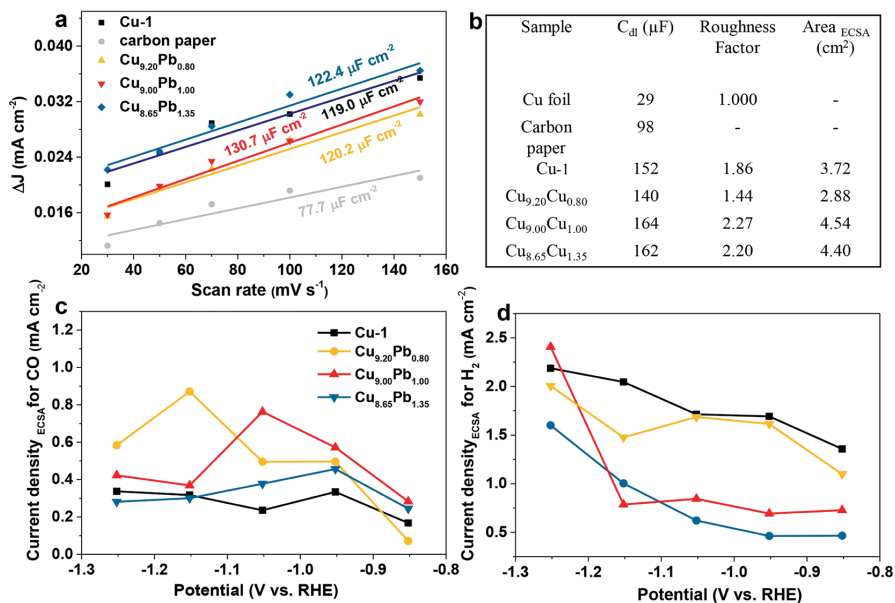 a
Cu-1
carbon paper
Cu9.20Pb0.80
Cu9.00Pb1.00
Cu8.65Pb1.35
122.4 µF cm-2
119.0 µF cm-2
130.7 µF cm-2
120.2 µF cm-2
77.7 µF cm-2
0.040
0.032
0.024
0.016
ΔJ (mA cm-2)
20 40 60 80 100 120 140 160
Scan rate (mV s-1)
b
Sample Cdl (µF) Roughness Area ECSA
Factor (cm2)
Cu foil 29 1.000 -
Carbon 98 - -
paper
Cu-1 152 1.86 3.72
Cu9.20Cu0.80 140 1.44 2.88
Cu9.00Cu1.00 164 2.27 4.54
Cu8.65Cu1.35 162 2.20 4.40
c
Cu-1
Cu9.20Pb0.80
Cu9.00Pb1.00
Cu8.65Pb1.35
1.2
1.0
0.8
0.6
0.4
0.2
0.0
Current densityECSA for CO (mA cm-2)
-1.3 -1.2 -1.1 -1.0 -0.9 -0.8
Potential (V vs. RHE)
d
2.5
2.0
1.5
1.0
0.5
Current densityECSA for H2 (mA cm-2)
-1.3 -1.2 -1.1 -1.0 -0.9 -0.8
Potential (V vs. RHE)